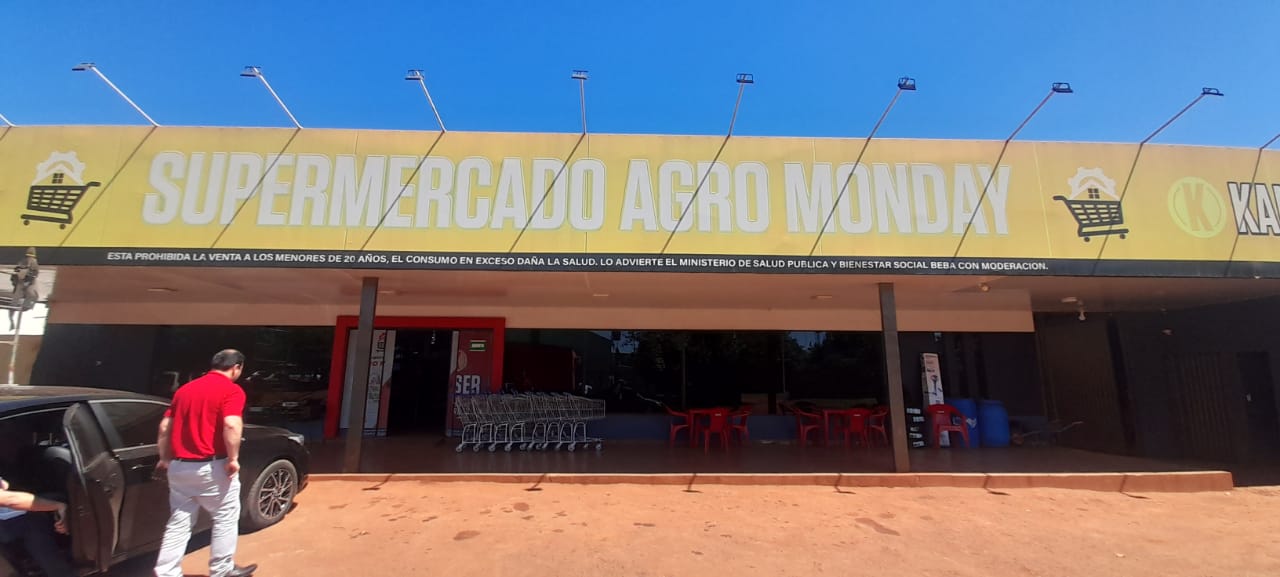 SUPERMERCADO AGRO MONDAY
K
ESTA PROHIBIDA LA VENTA A LOS MENORES DE 20 AÑOS, EL CONSUMO EN EXCESO DAÑA LA SALUD. LO ADVIERTE EL MINISTERIO DE SALUD PUBLICA Y BIENESTAR SOCIAL BEBA CON MODERACION.